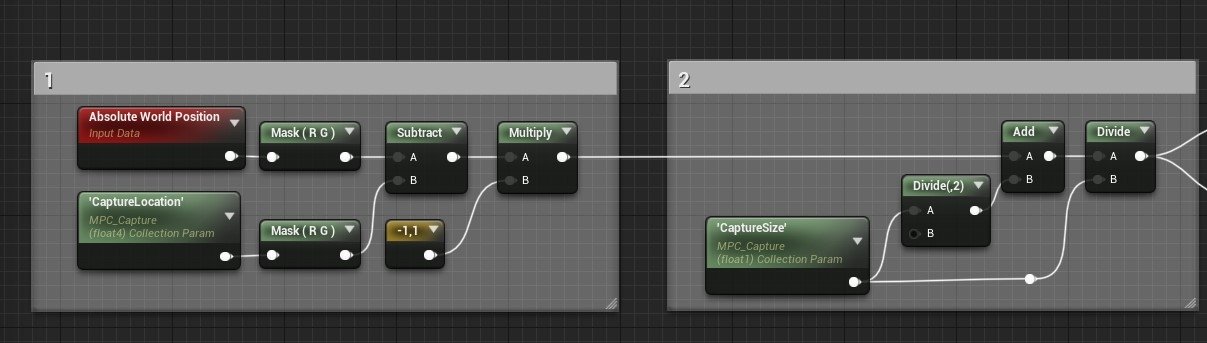 1
Absolute World Position
Input Data
Mask ( R G )
Subtract
A
B
Multiply
A
B
'CaptureLocation'
MPC_Capture
(float4) Collection Param
Mask ( R G )
-1,1
2
Add
A
B
Divide
A
B
Divide(,2)
A
B
'CaptureSize'
MPC_Capture
(float1) Collection Param